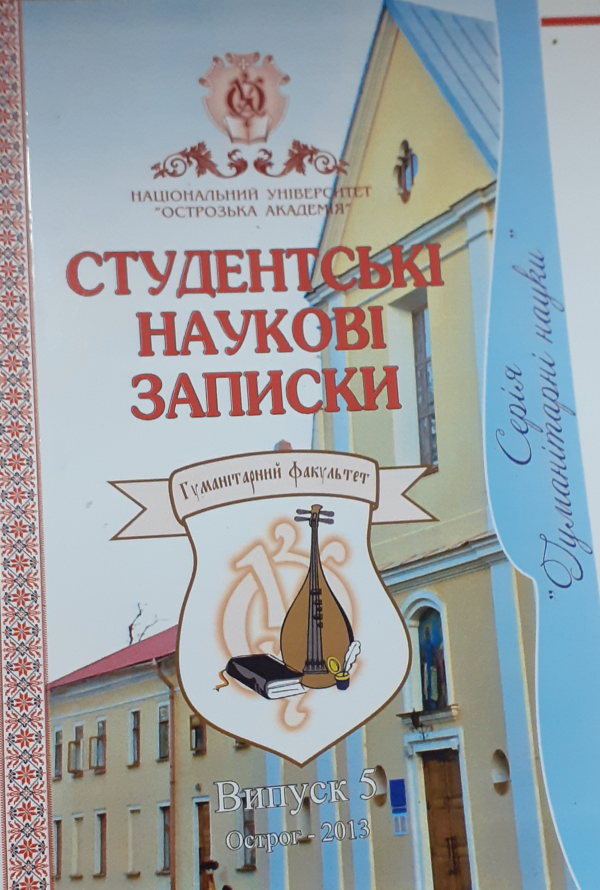 НАЦІОНАЛЬНИЙ УНІВЕРСИТЕТ
"ОСТРОЗЬКА АКАДЕМІЯ"
СТУДЕНТСЬКІ
НАУКОВІ
ЗАПИСКИ
Серія
"Гуманітарні науки"
Гуманітарний факультет
Випуск 5
Острог - 2013